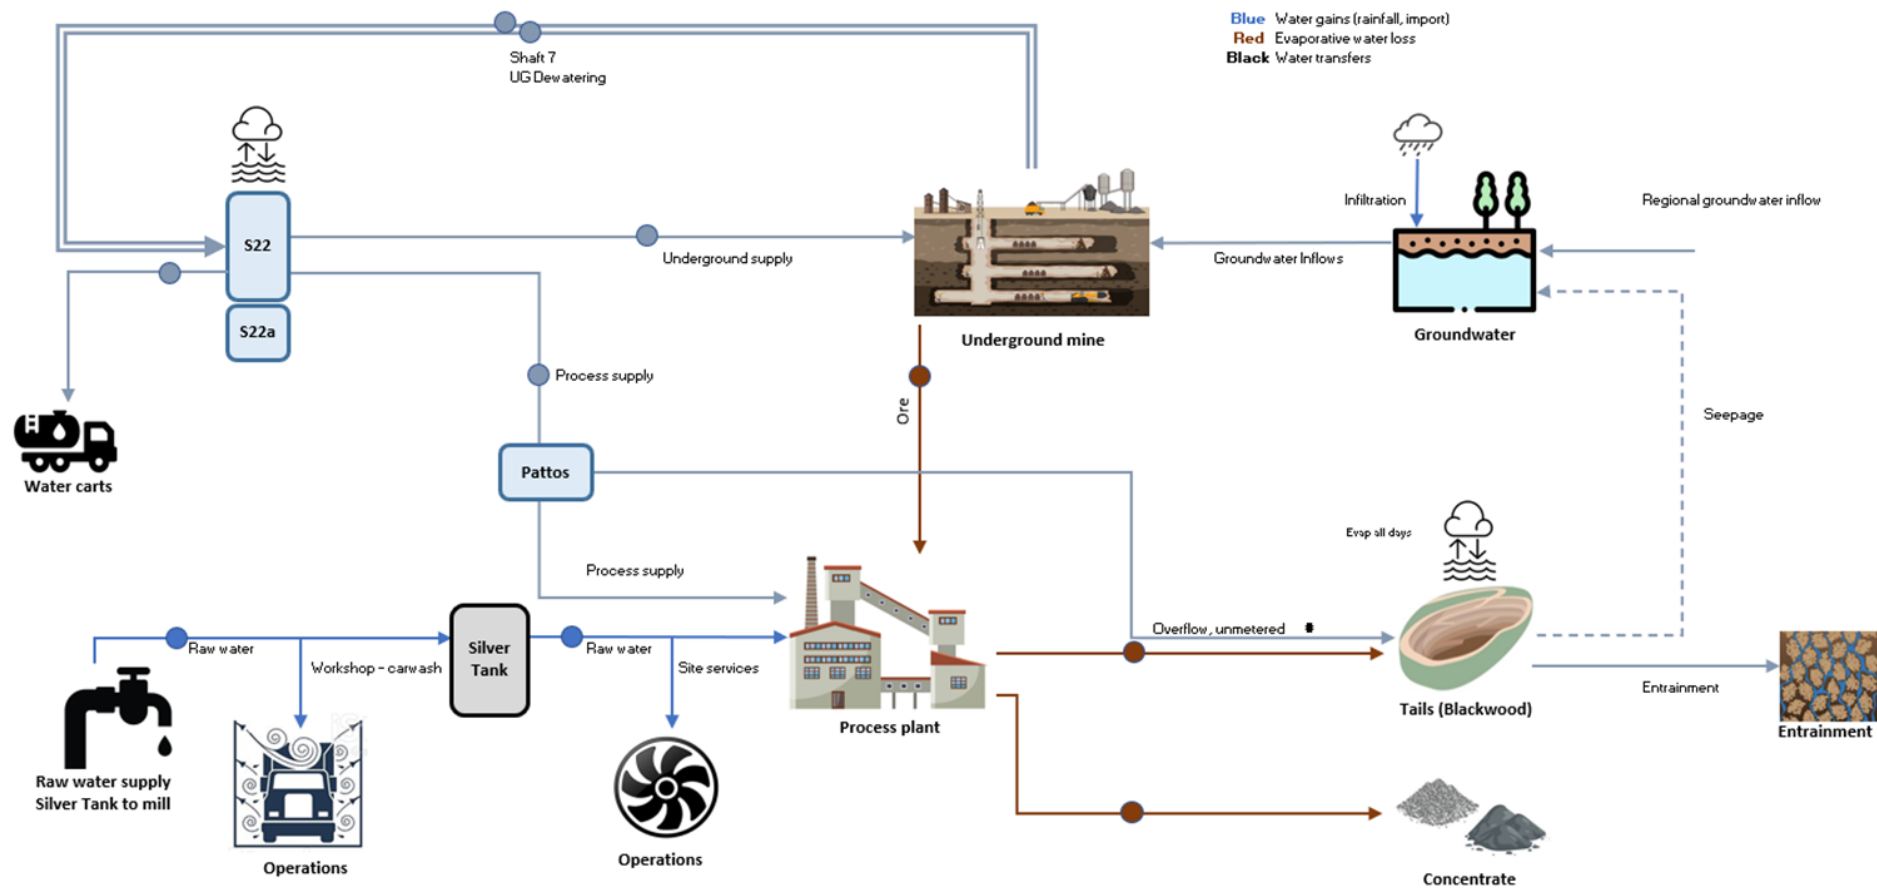 Blue Water gains (rainfall, import)
Red Evaporative water loss
Black Water transfers
Shaft 7
UG Dewatering
Infiltration
Regional groundwater inflow
S22
Underground supply
Groundwater Inflows
S22a
Underground mine
Groundwater
Process supply
Ore
Seepage
Pattos
Water carts
Evap all days
Process supply
Overflow, unmetered
Raw water
Workshop - carwash
Silver
Tank
Raw water
Site services
Entrainment
Tails (Blackwood)
Process plant
Entrainment
Raw water supply
Silver Tank to mill
Operations
Operations
Concentrate